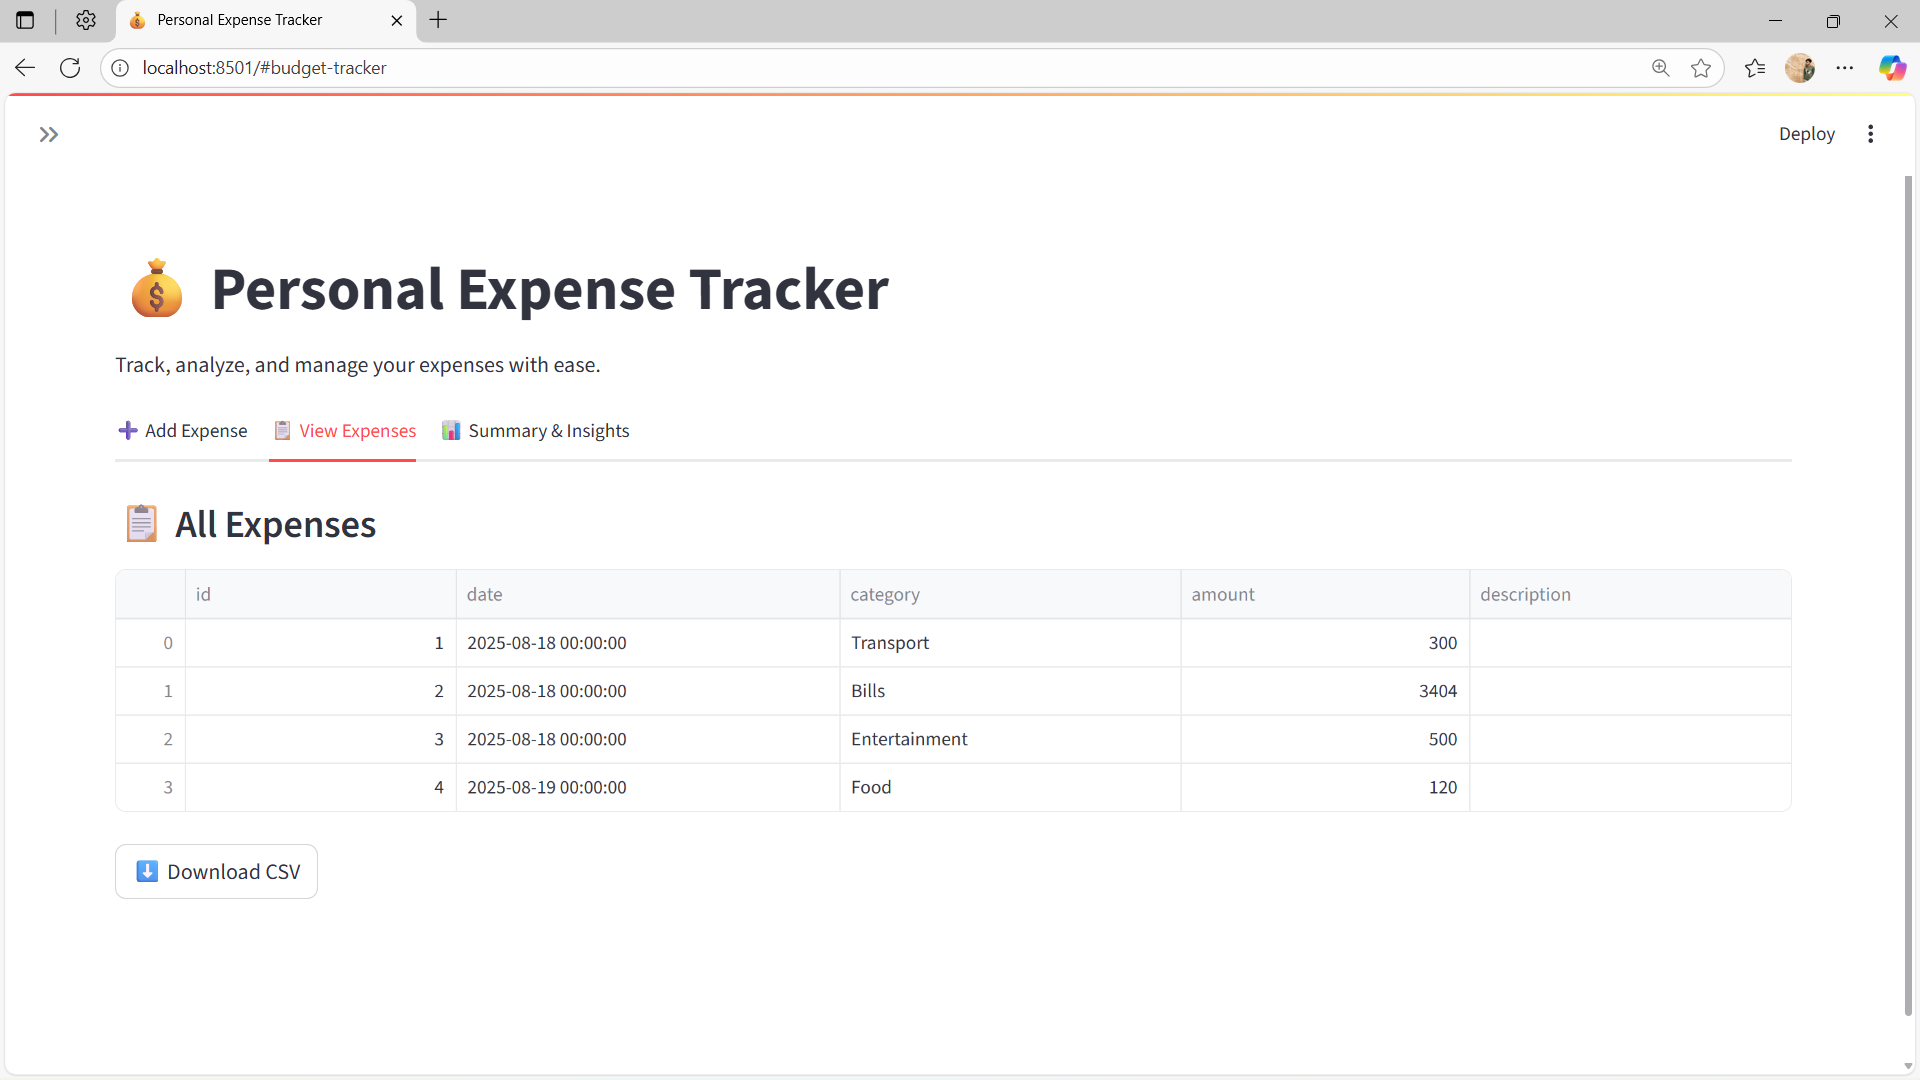 Personal Expense Tracker
localhost:8501/#budget-tracker
Deploy
Personal Expense Tracker
Track, analyze, and manage your expenses with ease.
Add Expense View Expenses Summary & Insights
All Expenses
id date category amount description
0 1 2025-08-18 00:00:00 Transport 300
1 2 2025-08-18 00:00:00 Bills 3404
2 3 2025-08-18 00:00:00 Entertainment 500
3 4 2025-08-19 00:00:00 Food 120
Download CSV